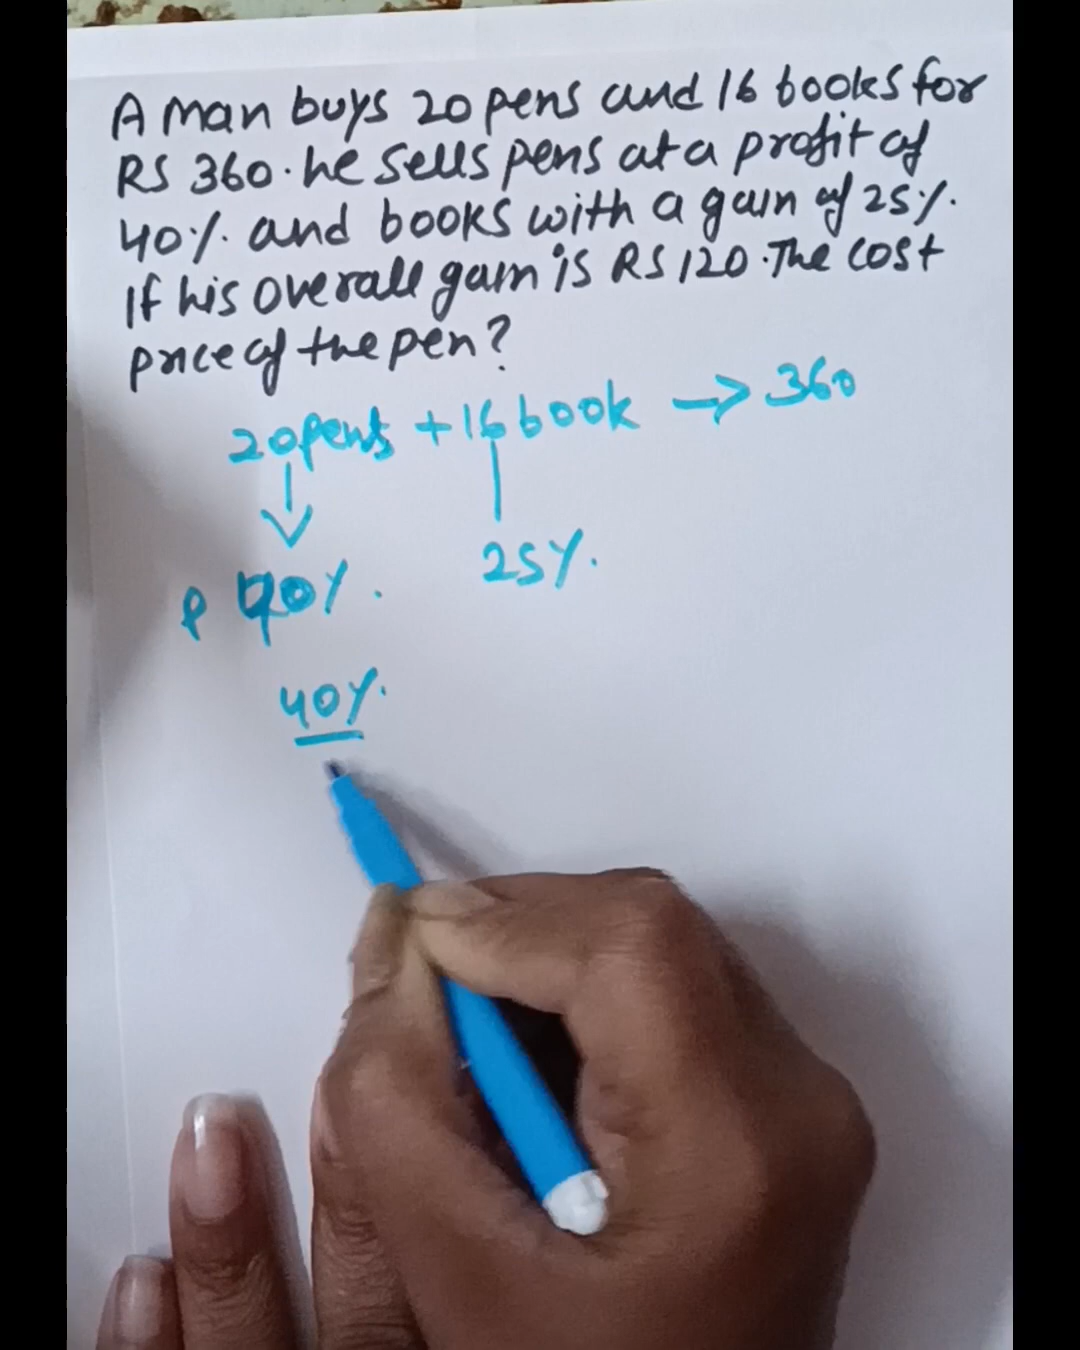 A man buys 20 pens and 16 books for
RS 360. he sells pens at a profit of
40%. and books with a gain of 25%.
If his overall gain is RS 120. The cost
price of the pen?
20pens + 16 book → 360
25%.
P 40%.
40%.